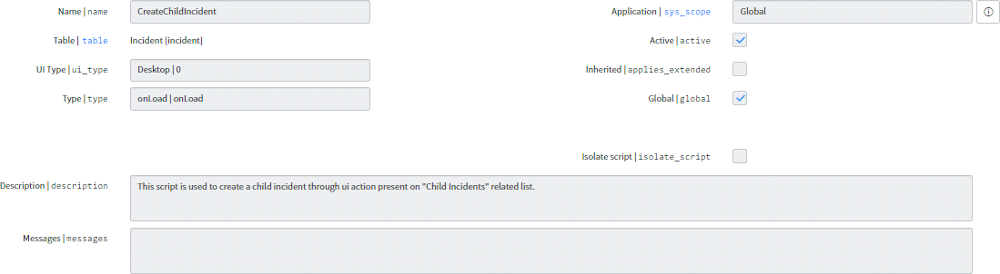 Name | name CreateChildIncident Application | sys_scope Global
Table | table Incident [incident] Active | active
UI Type | ui_type Desktop | 0 Inherited | applies_extended
Type | type onLoad | onLoad Global | global
Isolate script | isolate_script
Description | description This script is used to create a child incident through ui action present on "Child Incidents" related list.
Messages | messages